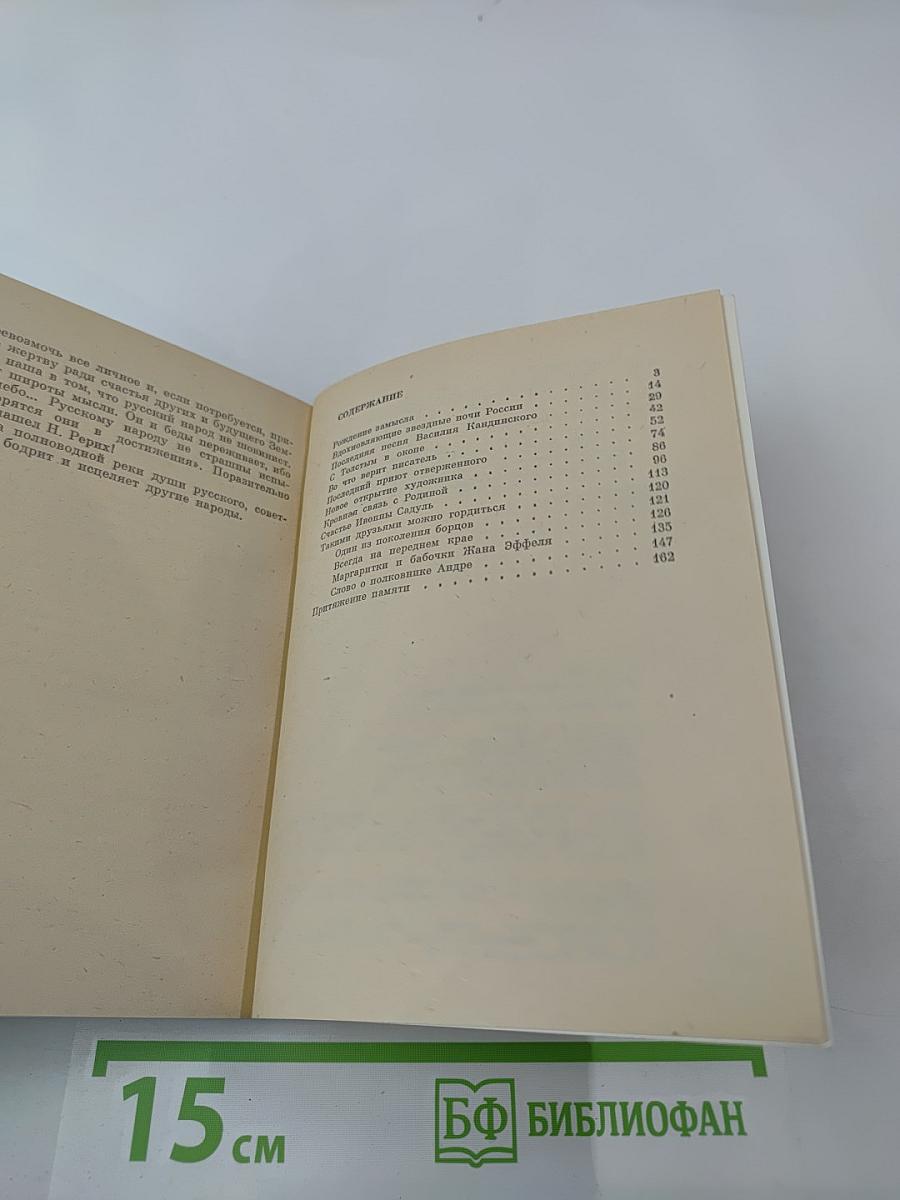 ревозмочь все личное и, если потребуется, при-
жертву ради счастья других и будущего Зем-
наша в том, что русский народ не шовинист.
широты мысли. Он и беды переживает, ибо
небо... Русскому народу не страшны испы-
ворятся они в достижения». Поразительно
нашел Н. Рерих!
полноводной реки души русского, совет-
бодрит и исцеляет другие народы.
СОДЕРЖАНИЕ
Рождение замысла . . . 3
Вдохновляющие звездные ночи России . . . 14
Последняя песня Василия Кандинского . . . 29
С Толстым в окопе . . . 42
Во что верит писатель . . . 52
Последний приют отверженного . . . 74
Новое открытие художника . . . 86
Кровная связь с Родиной . . . 96
Счастье Ивонны Садуль . . . 113
Такими друзьями можно гордиться . . . 120
Один из поколения борцов . . . 121
Всегда на переднем крае . . . 126
Маргаритки и бабочки Жана Эффеля . . . 135
Слово о полковнике Андре . . . 147
Притяжение памяти . . . 162
15 см
БФ БИБЛИОФАН